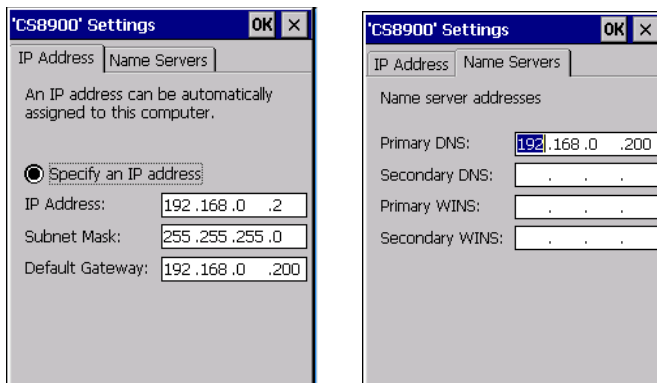 'CS8900' Settings OK ×
IP Address Name Servers
An IP address can be automatically
assigned to this computer.
Specify an IP address
IP Address: 192.168.0.2
Subnet Mask: 255.255.255.0
Default Gateway: 192.168.0.200
'CS8900' Settings OK ×
IP Address Name Servers
Name server addresses
Primary DNS: 192.168.0.200
Secondary DNS: . . .
Primary WINS: . . .
Secondary WINS: . . .